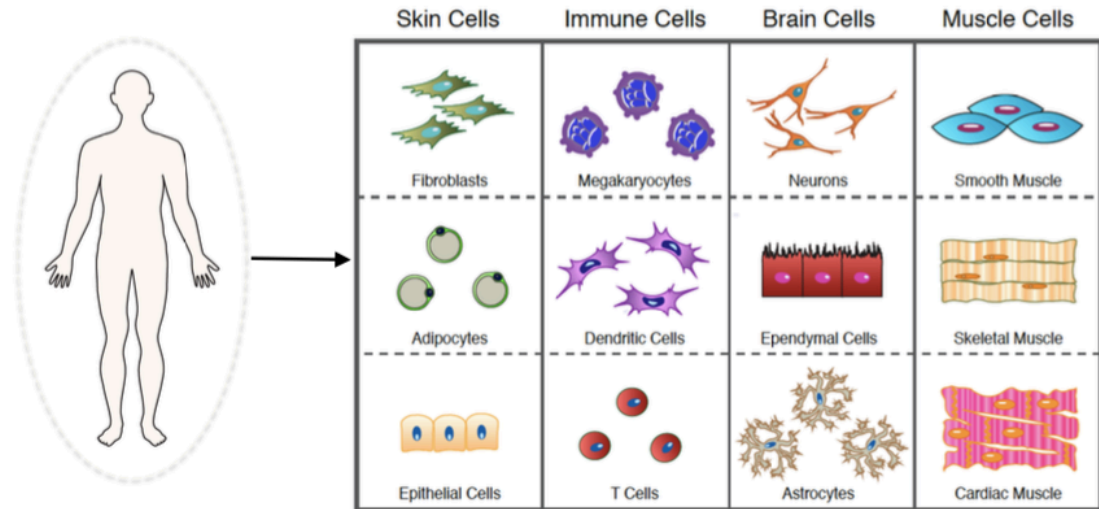 Skin Cells Immune Cells Brain Cells Muscle Cells
Fibroblasts Megakaryocytes Neurons Smooth Muscle
Adipocytes Dendritic Cells Ependymal Cells Skeletal Muscle
Epithelial Cells T Cells Astrocytes Cardiac Muscle